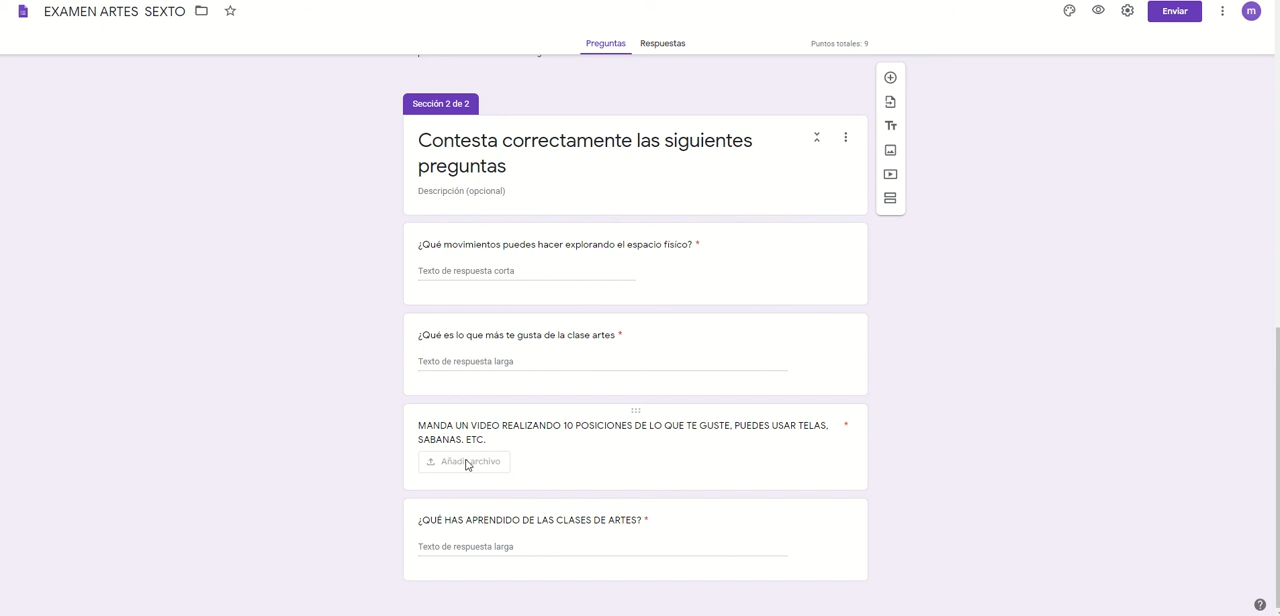 EXAMEN ARTES SEXTO
Enviar
m
Preguntas
Respuestas
Puntos totales: 9
Sección 2 de 2
Contesta correctamente las siguientes
preguntas
Descripción (opcional)
¿Qué movimientos puedes hacer explorando el espacio físico? *
Texto de respuesta corta
¿Qué es lo que más te gusta de la clase artes *
Texto de respuesta larga
MANDA UN VIDEO REALIZANDO 10 POSICIONES DE LO QUE TE GUSTE, PUEDES USAR TELAS, *
SABANAS. ETC.
Añadir archivo
¿QUÉ HAS APRENDIDO DE LAS CLASES DE ARTES? *
Texto de respuesta larga